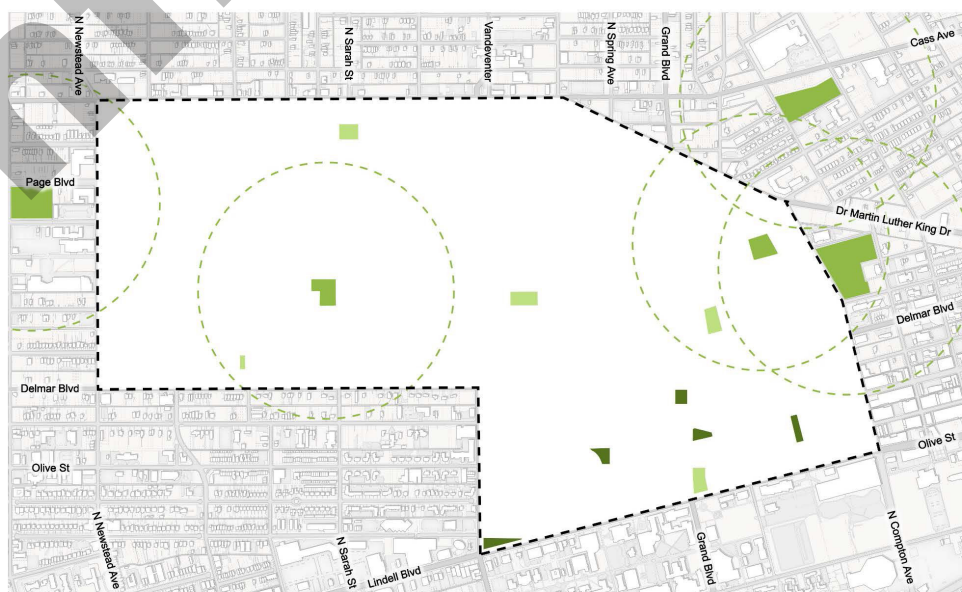 N Newstead Ave
N Sarah St
Vandeventer
N Spring Ave
Grand Blvd
Cass Ave
Page Blvd
Dr Martin Luther King Dr
Delmar Blvd
Delmar Blvd
Olive St
Olive St
N Newstead Ave
N Sarah St
Lindell Blvd
Grand Blvd
N Compton Ave